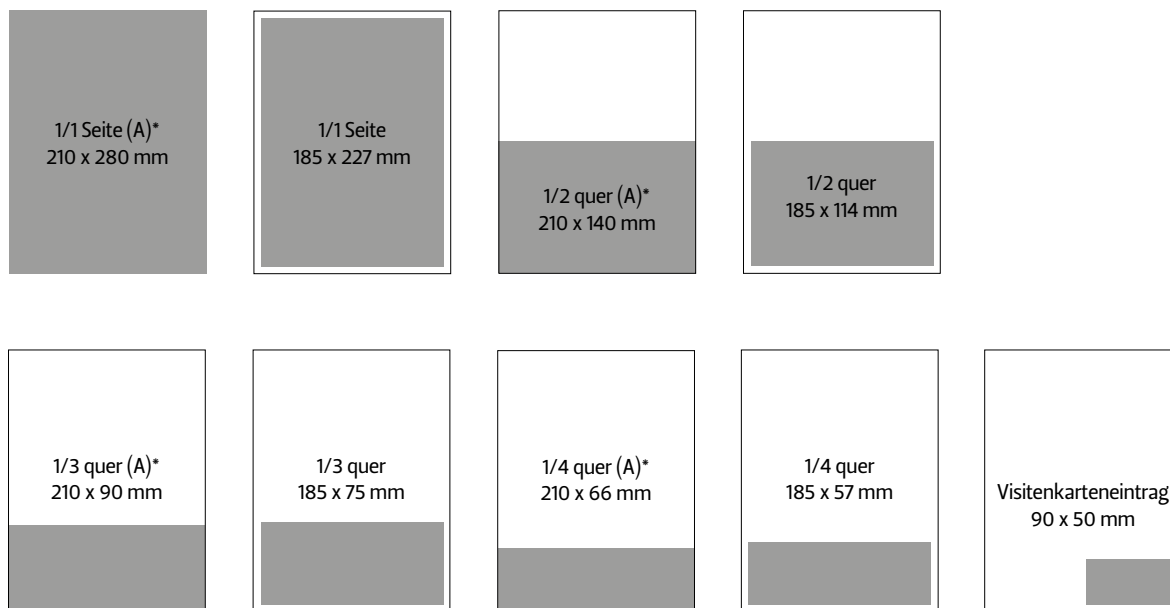 1/1 Seite (A)*
210 x 280 mm
1/1 Seite
185 x 227 mm
1/2 quer (A)*
210 x 140 mm
1/2 quer
185 x 114 mm
1/3 quer (A)*
210 x 90 mm
1/3 quer
185 x 75 mm
1/4 quer (A)*
210 x 66 mm
1/4 quer
185 x 57 mm
Visitenkarteneintrag
90 x 50 mm